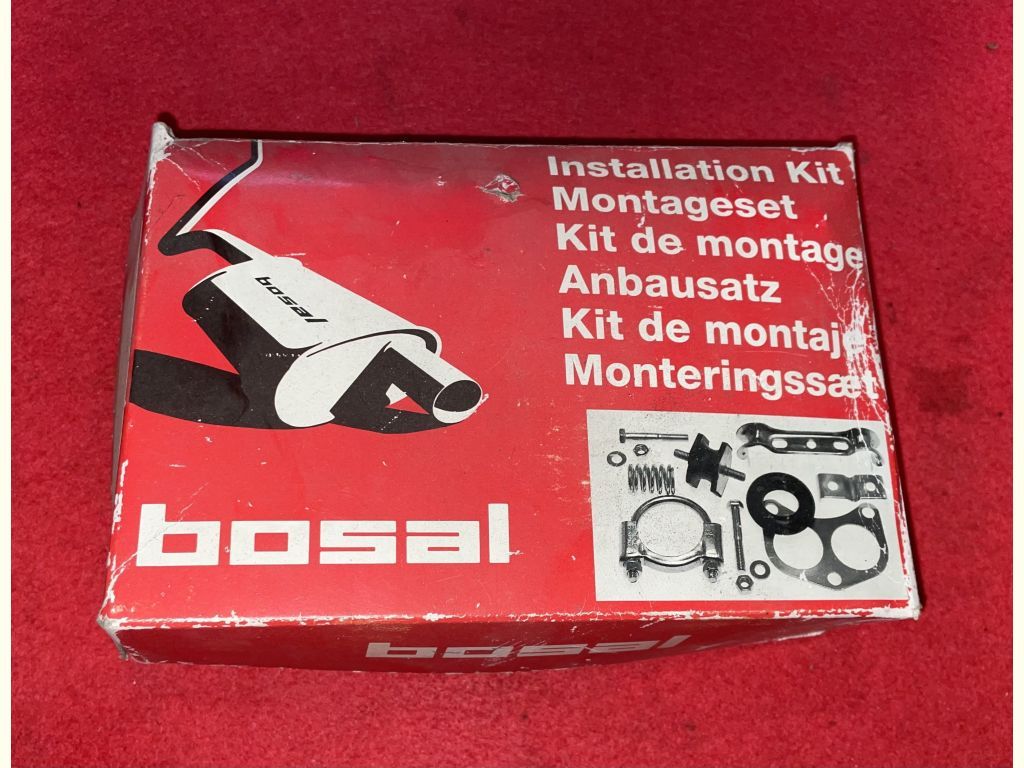 Installation Kit
Montageset
Kit de montage
Anbausatz
Kit de montaje
Monteringssæt
bosal
bosal
bosal